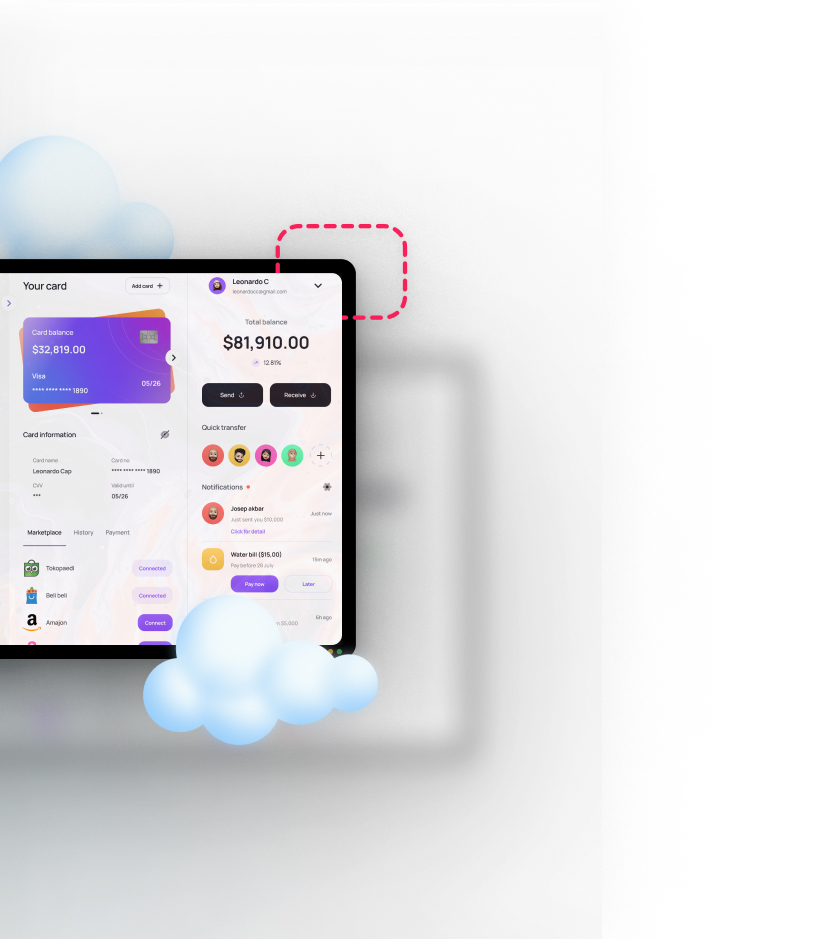 Your card
Add card
Card balance
$32,819.00
Visa
**** **** **** 1890
05/26
Card information
Card name
Card no
Leonardo Cap
**** **** **** 1890
CVV
Valid until
***
05/26
Marketplace
History
Payment
Tokopaedi
Connected
Beli beli
Connected
a
Amajon
Connect
Leonardo C
leonardocc@gmail.com
Total balance
$81,910.00
12.81%
Send
Receive
Quick transfer
Notifications
Josep akbar
Just now
Just sent you $10,000
Click for detail
Water bill ($15,00)
15m ago
Pay before 28 July
Pay now
Later
6h ago
$5,000